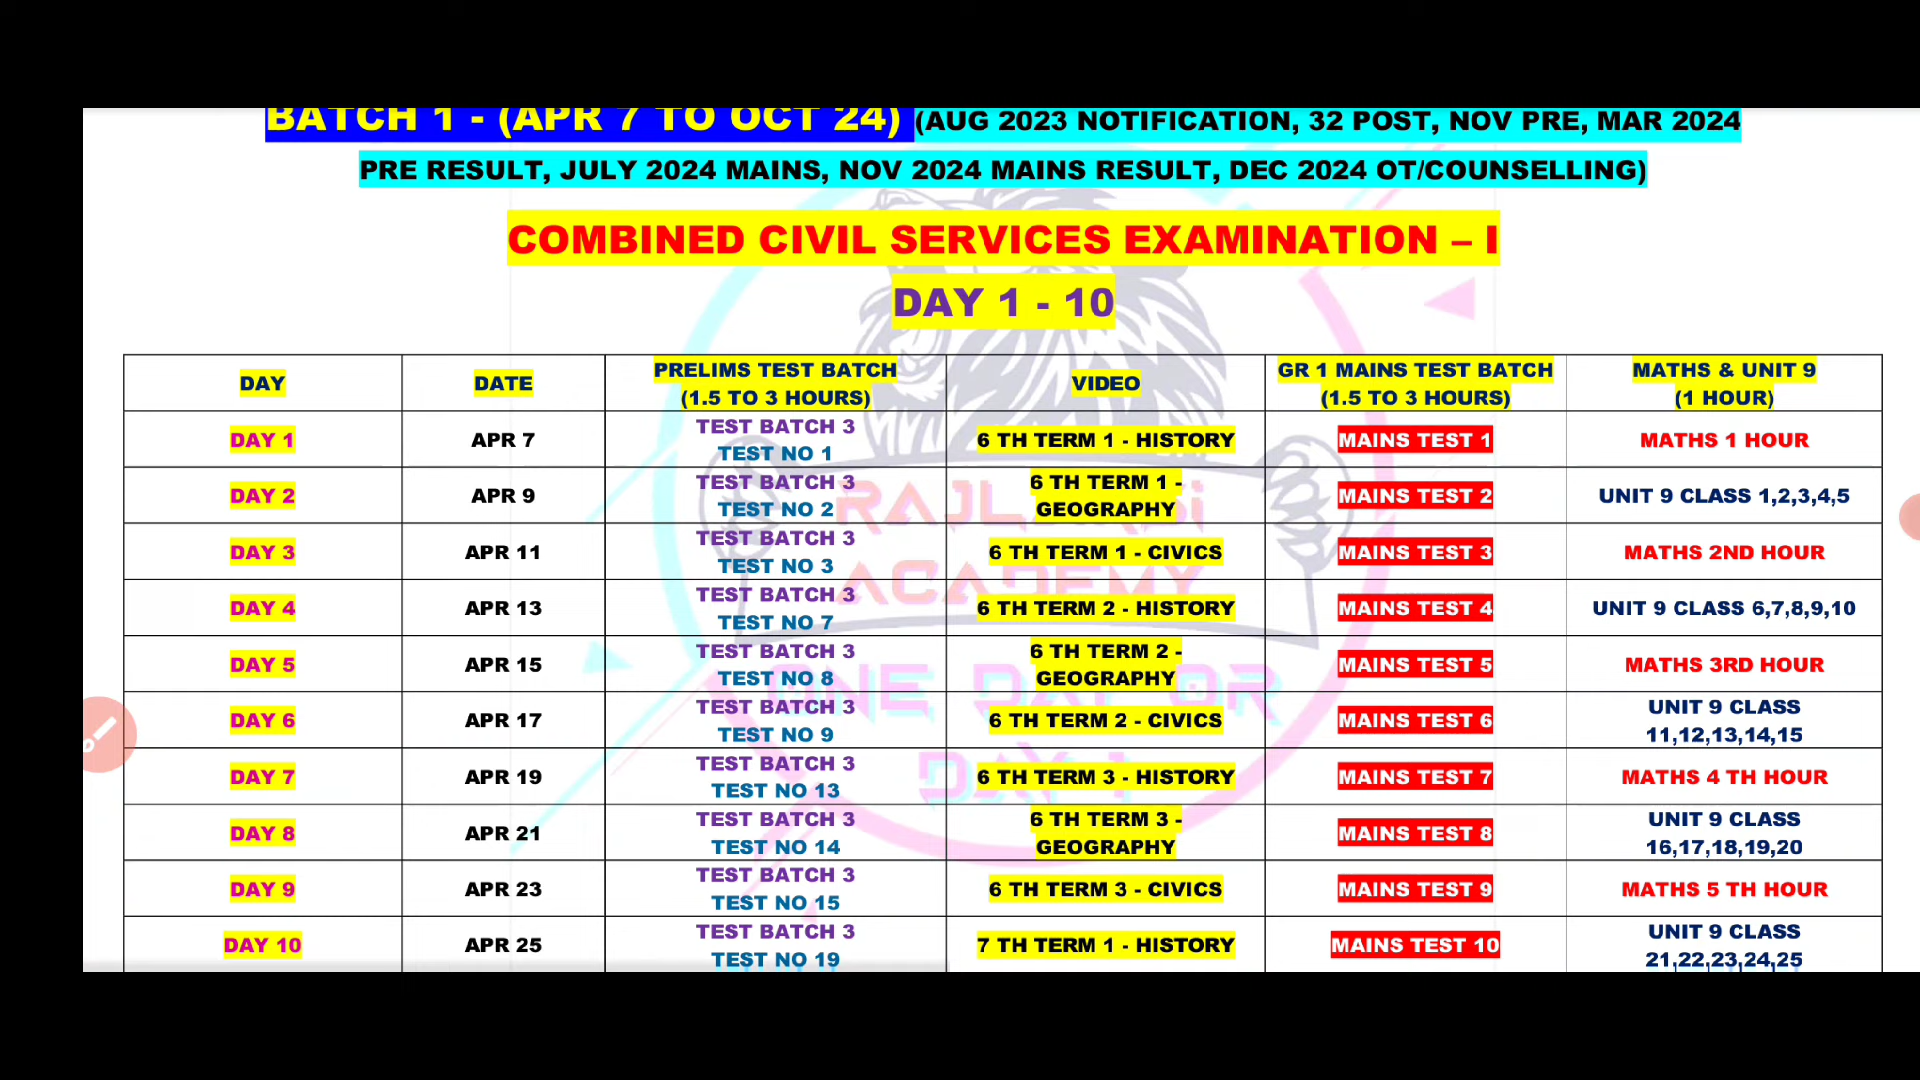 BATCH 1 - (APR 7 TO OCT 24) (AUG 2023 NOTIFICATION, 32 POST, NOV PRE, MAR 2024
PRE RESULT, JULY 2024 MAINS, NOV 2024 MAINS RESULT, DEC 2024 OT/COUNSELLING)
COMBINED CIVIL SERVICES EXAMINATION – I
DAY 1 - 10
DAY
DATE
PRELIMS TEST BATCH
(1.5 TO 3 HOURS)
VIDEO
GR 1 MAINS TEST BATCH
(1.5 TO 3 HOURS)
MATHS & UNIT 9
(1 HOUR)
DAY 1
APR 7
TEST BATCH 3
TEST NO 1
6 TH TERM 1 - HISTORY
MAINS TEST 1
MATHS 1 HOUR
DAY 2
APR 9
TEST BATCH 3
TEST NO 2
6 TH TERM 1 -
GEOGRAPHY
MAINS TEST 2
UNIT 9 CLASS 1,2,3,4,5
DAY 3
APR 11
TEST BATCH 3
TEST NO 3
6 TH TERM 1 - CIVICS
MAINS TEST 3
MATHS 2ND HOUR
DAY 4
APR 13
TEST BATCH 3
TEST NO 7
6 TH TERM 2 - HISTORY
MAINS TEST 4
UNIT 9 CLASS 6,7,8,9,10
DAY 5
APR 15
TEST BATCH 3
TEST NO 8
6 TH TERM 2 -
GEOGRAPHY
MAINS TEST 5
MATHS 3RD HOUR
DAY 6
APR 17
TEST BATCH 3
TEST NO 9
6 TH TERM 2 - CIVICS
MAINS TEST 6
UNIT 9 CLASS
11,12,13,14,15
DAY 7
APR 19
TEST BATCH 3
TEST NO 13
6 TH TERM 3 - HISTORY
MAINS TEST 7
MATHS 4 TH HOUR
DAY 8
APR 21
TEST BATCH 3
TEST NO 14
6 TH TERM 3 -
GEOGRAPHY
MAINS TEST 8
UNIT 9 CLASS
16,17,18,19,20
DAY 9
APR 23
TEST BATCH 3
TEST NO 15
6 TH TERM 3 - CIVICS
MAINS TEST 9
MATHS 5 TH HOUR
DAY 10
APR 25
TEST BATCH 3
TEST NO 19
7 TH TERM 1 - HISTORY
MAINS TEST 10
UNIT 9 CLASS
21,22,23,24,25
ACADEMY
ONE DAY OR
DAY 1